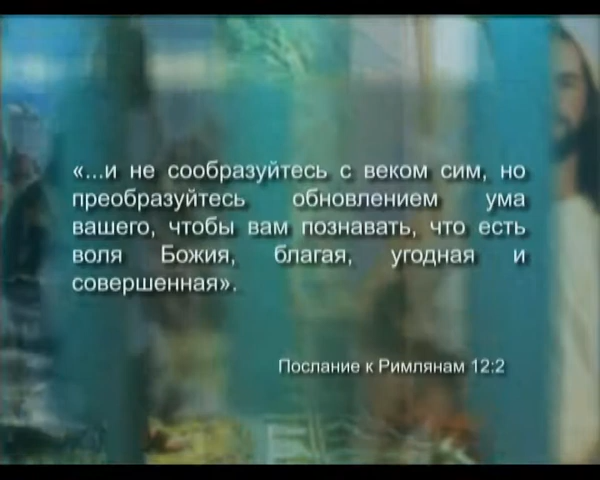 «...и не сообразуйтесь с веком сим, но
преобразуйтесь обновлением ума
вашего, чтобы вам познавать, что есть
воля Божия, благая, угодная и
совершенная».
Послание к Римлянам 12:2